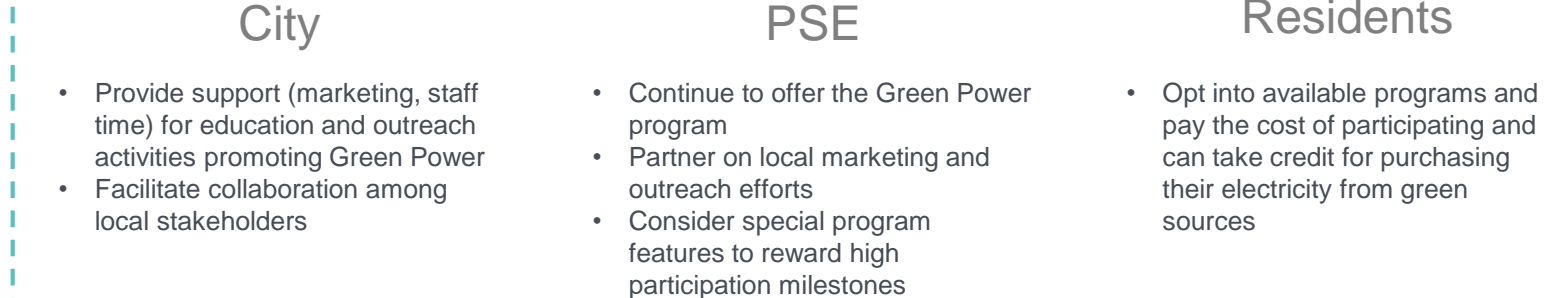 City
• Provide support (marketing, staff
time) for education and outreach
activities promoting Green Power
• Facilitate collaboration among
local stakeholders
PSE
• Continue to offer the Green Power
program
• Partner on local marketing and
outreach efforts
• Consider special program
features to reward high
participation milestones
Residents
• Opt into available programs and
pay the cost of participating and
can take credit for purchasing
their electricity from green
sources